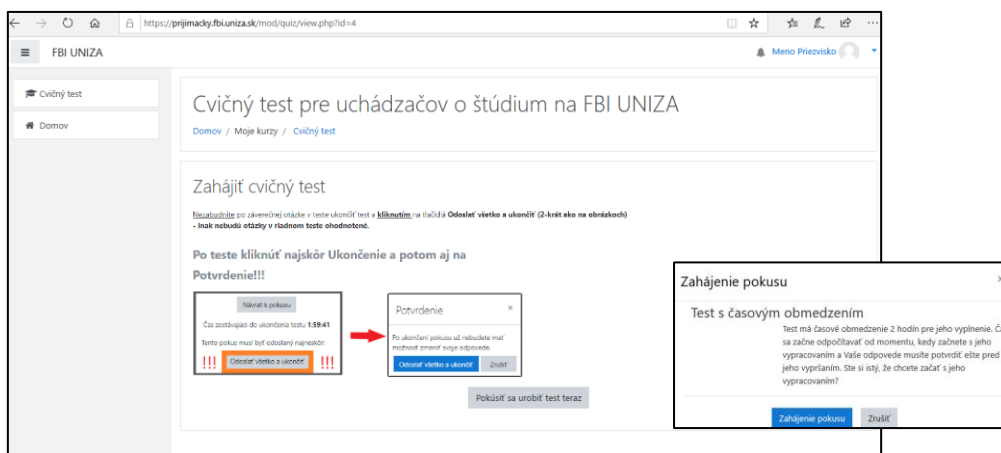 https://prijimacky.fbi.uniza.sk/mod/quiz/view.php?id=4
FBI UNIZA
Meno Priezvisko
Cvičný test
Domov
Cvičný test pre uchádzačov o štúdium na FBI UNIZA
Domov / Moje kurzy / Cvičný test
Zahájiť cvičný test
Nezabudnite po záverečnej otázke v teste ukončiť test a kliknutím na tlačidlá Odoslať všetko a ukončiť (2-krát ako na obrázkoch)
- inak nebudú otázky v riadnom teste ohodnotené.
Po teste kliknúť najskôr Ukončenie a potom aj na
Potvrdenie!!!
Návrat k pokusu
Čas zostávajúci do ukončenia testu 1:59:41
Tento pokus musí byť odoslaný najneskôr:
!!! Odoslať všetko a ukončiť !!!
Potvrdenie ×
Po ukončení pokusu už nebudete mať
možnosť zmeniť svoje odpovede.
Odoslať všetko a ukončiť Zrušiť
Pokúsiť sa urobiť test teraz
Zahájenie pokusu
Test s časovým obmedzením
Test má časové obmedzenie 2 hodín pre jeho vyplnenie.
sa začne odpočítavať od momentu, kedy začnete s jeho
vypracovaním a Vaše odpovede musíte potvrdiť ešte pred
jeho vypršaním. Ste si istý, že chcete začať s jeho
vypracovaním?
Zahájenie pokusu Zrušiť